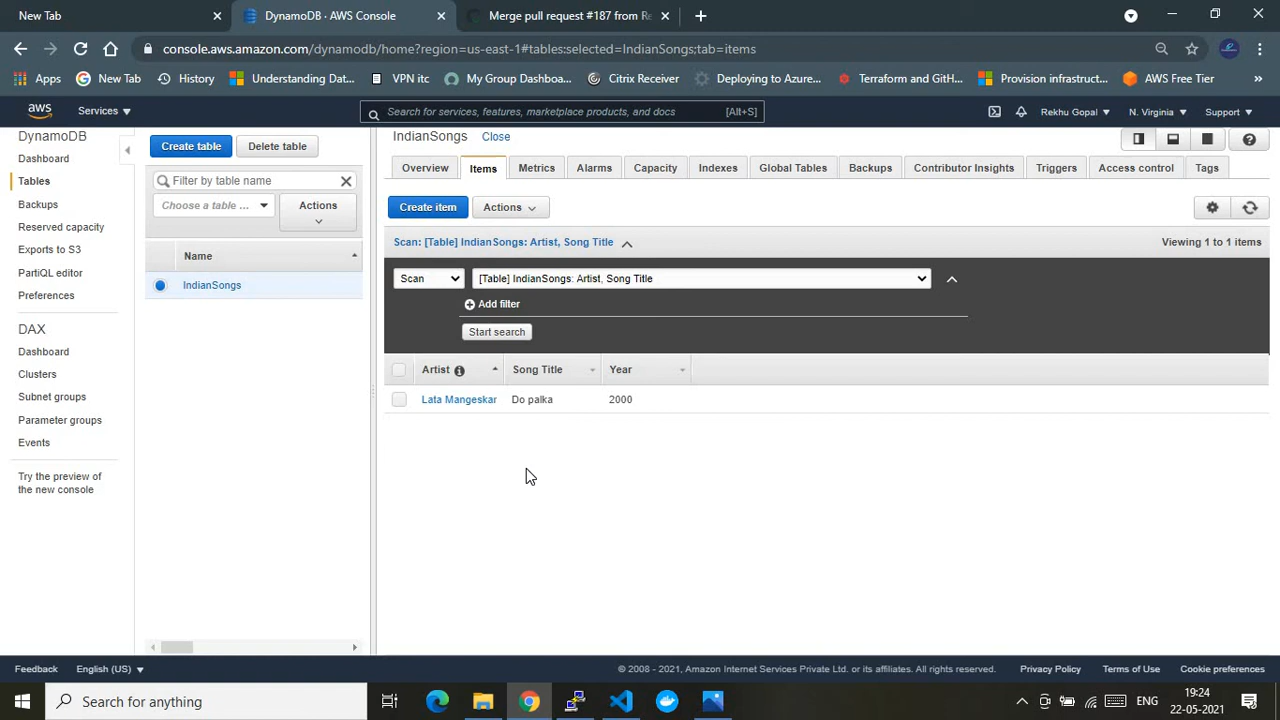 New Tab
DynamoDB · AWS Console
Merge pull request #187 from Re
console.aws.amazon.com/dynamodb/home?region=us-east-1#tables:selected=IndianSongs;tab=items
Apps
New Tab
History
Understanding Dat...
VPN itc
My Group Dashboa...
Citrix Receiver
Deploying to Azure...
Terraform and GitH...
Provision infrastruct...
AWS Free Tier
»
aws
Services
Search for services, features, marketplace products, and docs
[Alt+S]
Rekhu Gopal
N. Virginia
Support
DynamoDB
Dashboard
Tables
Backups
Reserved capacity
Exports to S3
PartiQL editor
Preferences
DAX
Dashboard
Clusters
Subnet groups
Parameter groups
Events
Try the preview of
the new console
Create table
Delete table
Filter by table name
Choose a table ...
Actions
Name
IndianSongs
IndianSongs
Close
Overview
Items
Metrics
Alarms
Capacity
Indexes
Global Tables
Backups
Contributor Insights
Triggers
Access control
Tags
Create item
Actions
Scan: [Table] IndianSongs: Artist, Song Title
Viewing 1 to 1 items
Scan
[Table] IndianSongs: Artist, Song Title
Add filter
Start search
Artist
Song Title
Year
Lata Mangeskar
Do palka
2000
Feedback
English (US)
© 2008 - 2021, Amazon Internet Services Private Ltd. or its affiliates. All rights reserved.
Privacy Policy
Terms of Use
Cookie preferences
Search for anything
ENG
19:24
22-05-2021